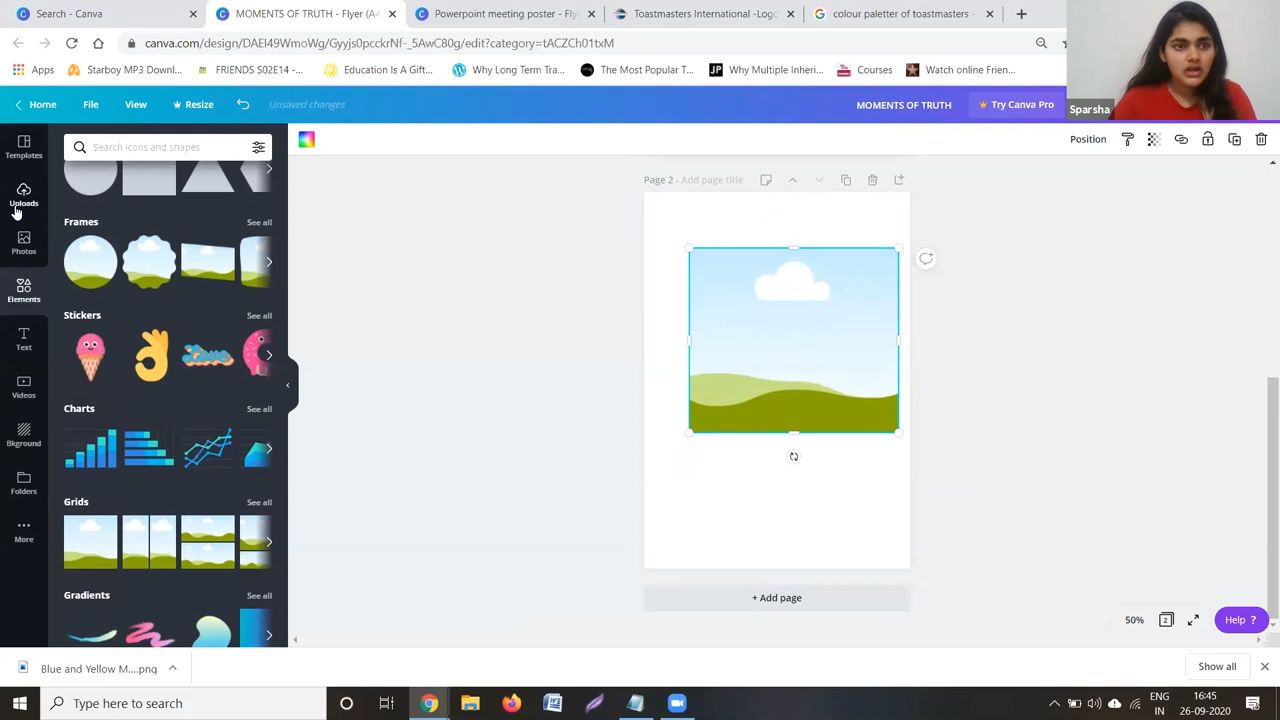 Search - Canva
MOMENTS OF TRUTH - Flyer (A4
Powerpoint meeting poster - Fly
Toastmasters International -Logo
colour paletter of toastmasters -
canva.com/design/DAEI49WmoWg/Gyyjs0pcckrNf-_5AwC80g/edit?category=tACZCh01txM
Apps
Starboy MP3 Downl...
FRIENDS S02E14 -...
Education Is A Gift...
Why Long Term Tra...
The Most Popular T...
JP
Why Multiple Inheri...
Courses
Watch online Frien...
Home
File
View
Resize
Unsaved changes
MOMENTS OF TRUTH
Try Canva Pro
Sparsha
Templates
Uploads
Photos
Elements
Text
Videos
Bkground
Folders
More
Search icons and shapes
Frames
See all
Stickers
See all
Love
Charts
See all
Grids
See all
Gradients
See all
Position
Page 2 - Add page title
+ Add page
50%
2
Help ?
Blue and Yellow M....png
Show all
Type here to search
ENG
IN
16:45
26-09-2020